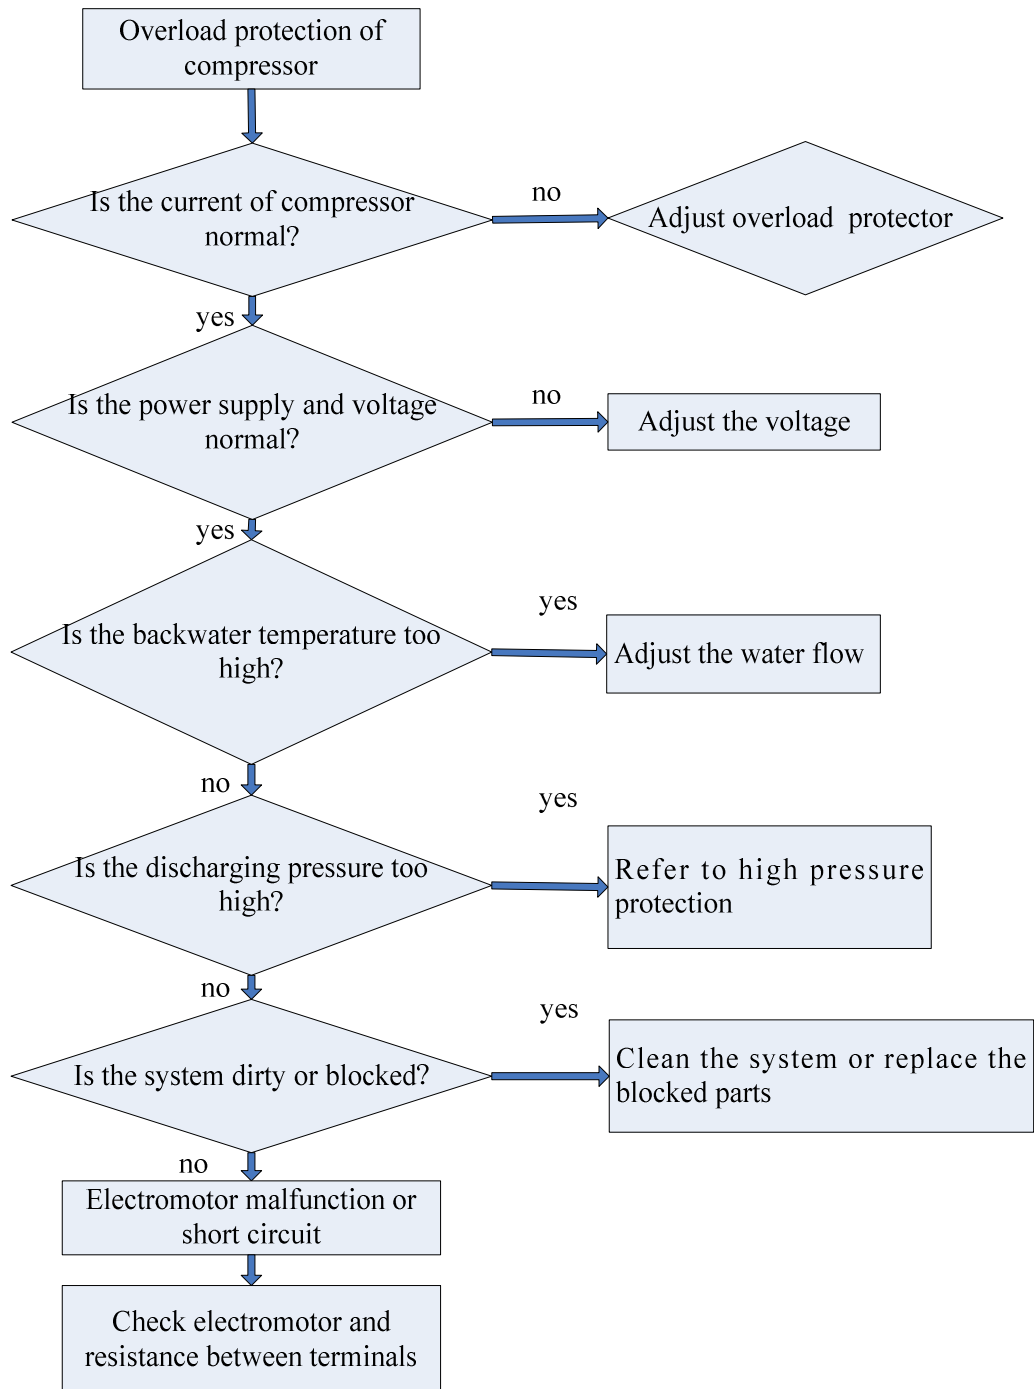 Overload protection of
compressor
Is the current of compressor
normal?
no
Adjust overload protector
yes
Is the power supply and voltage
normal?
no
Adjust the voltage
yes
Is the backwater temperature too
high?
yes
Adjust the water flow
no
Is the discharging pressure too
high?
yes
Refer to high pressure
protection
no
Is the system dirty or blocked?
yes
Clean the system or replace the
blocked parts
no
Electromotor malfunction or
short circuit
Check electromotor and
resistance between terminals